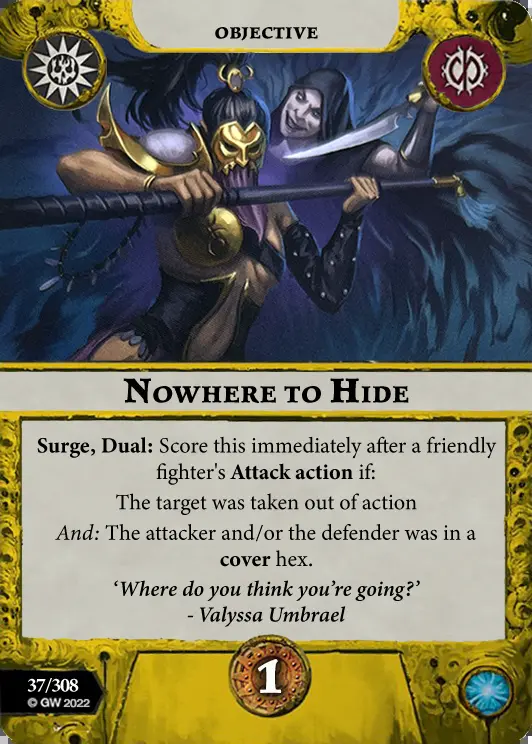 OBJECTIVE
NOWHERE TO HIDE
Surge, Dual: Score this immediately after a friendly
fighter's Attack action if:
The target was taken out of action
And: The attacker and/or the defender was in a
cover hex.
‘Where do you think you’re going?’
- Valyssa Umbrael
1
37/308
© GW 2022